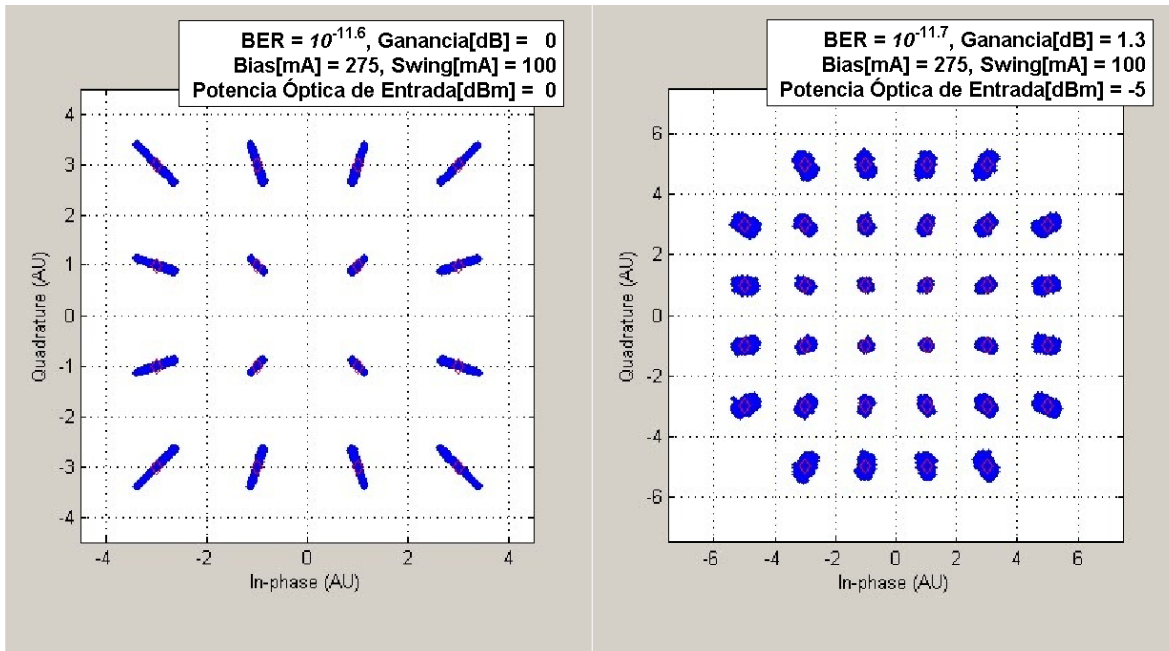 BER = 10^-11.6, Ganancia[dB] = 0
Bias[mA] = 275, Swing[mA] = 100
Potencia Óptica de Entrada[dBm] = 0
4
3
2
1
0
-1
-2
-3
-4
Quadrature (AU)
-4
-2
0
2
4
In-phase (AU)
BER = 10^-11.7, Ganancia[dB] = 1.3
Bias[mA] = 275, Swing[mA] = 100
Potencia Óptica de Entrada[dBm] = -5
6
4
2
0
-2
-4
-6
Quadrature (AU)
-6
-4
-2
0
2
4
6
In-phase (AU)